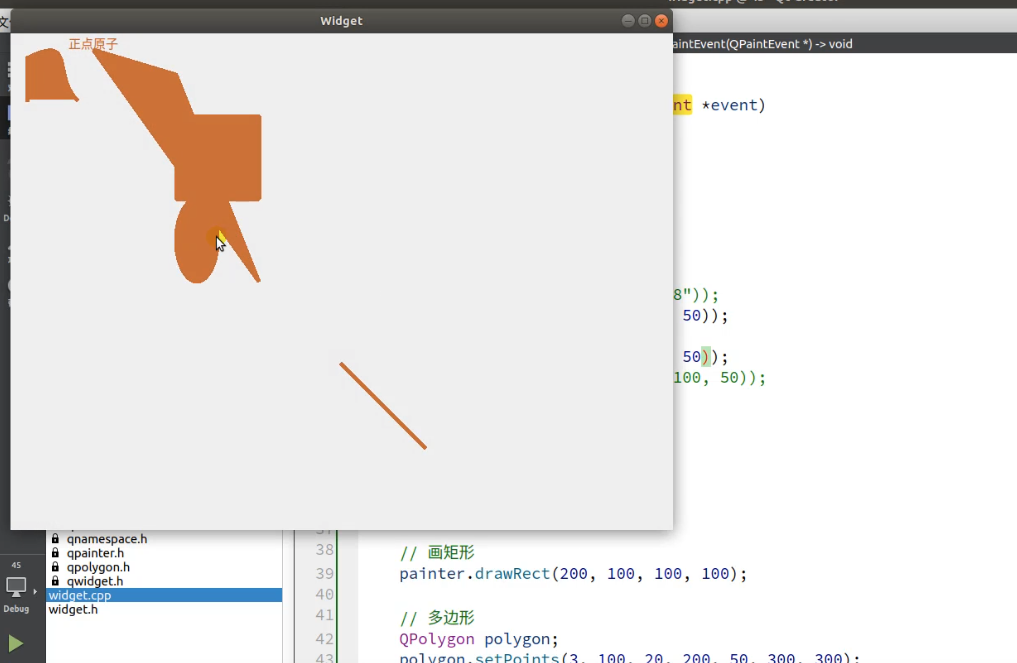 Widget
正点原子
aintEvent(QPaintEvent *) -> void
nt *event)
8"));
50));
50));
100, 50));
qnamespace.h
qpainter.h
qpolygon.h
qwidget.h
widget.cpp
widget.h
45
Debug
38 // 画矩形
39 painter.drawRect(200, 100, 100, 100);
40
41 // 多边形
42 QPolygon polygon;
43 polygon.setPoints(3, 100, 20, 200, 50, 300, 300);